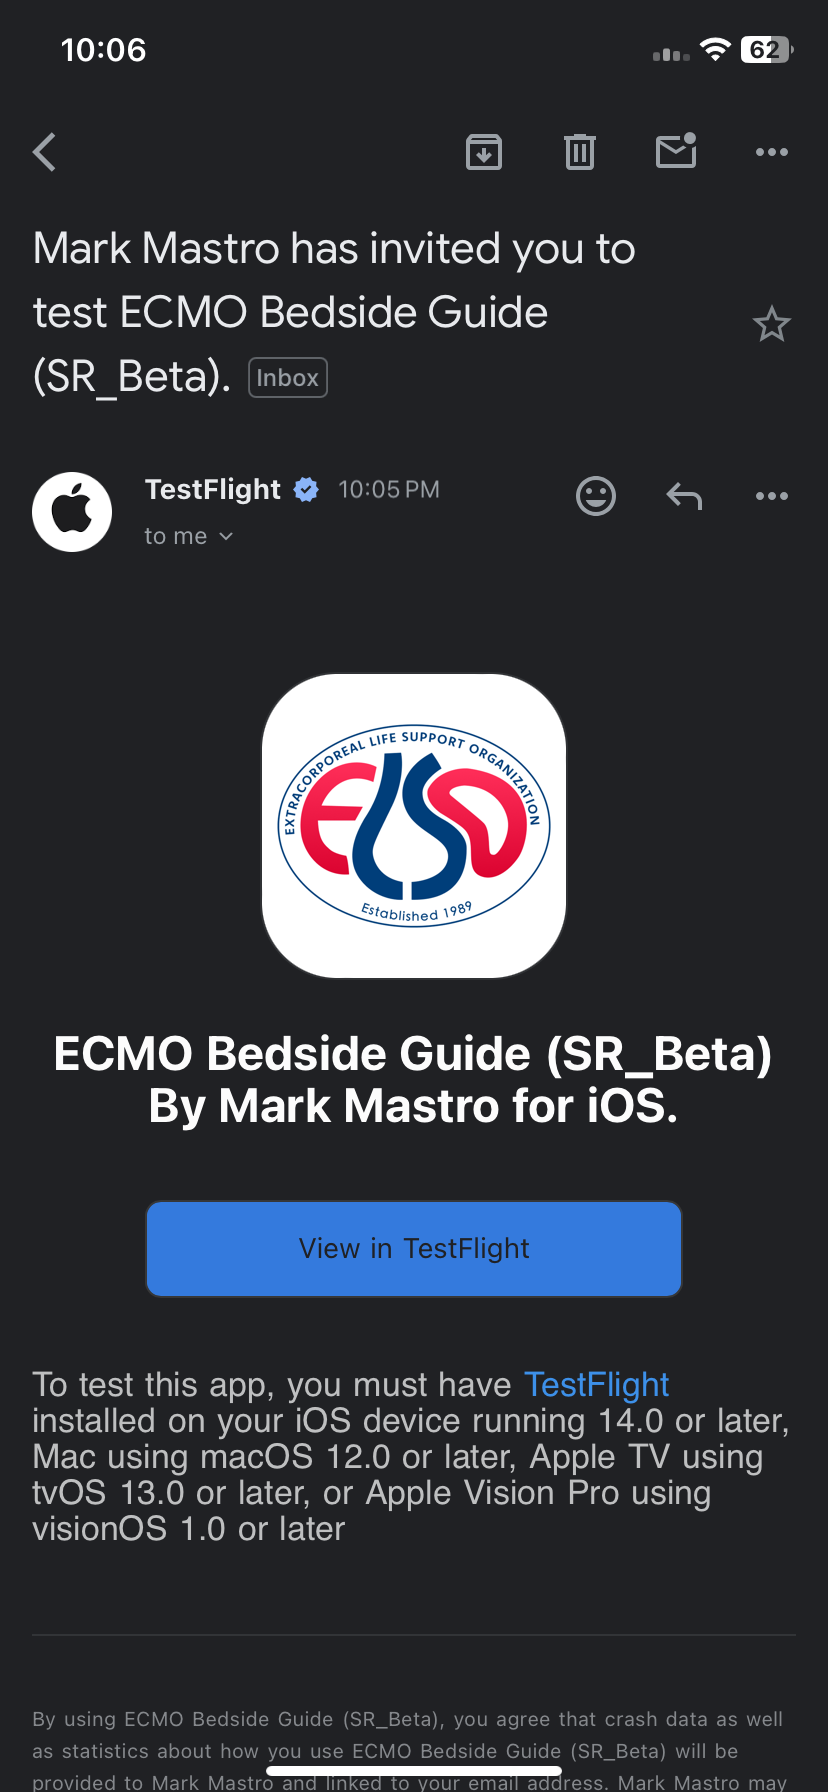 10:06
62
Mark Mastro has invited you to
test ECMO Bedside Guide
(SR_Beta). Inbox
TestFlight 10:05 PM
to me
EXTRACORPOREAL LIFE SUPPORT ORGANIZATION
ELSO
Established 1989
ECMO Bedside Guide (SR_Beta)
By Mark Mastro for iOS.
View in TestFlight
To test this app, you must have TestFlight
installed on your iOS device running 14.0 or later,
Mac using macOS 12.0 or later, Apple TV using
tvOS 13.0 or later, or Apple Vision Pro using
visionOS 1.0 or later
By using ECMO Bedside Guide (SR_Beta), you agree that crash data as well
as statistics about how you use ECMO Bedside Guide (SR_Beta) will be
provided to Mark Mastro and linked to your email address. Mark Mastro may